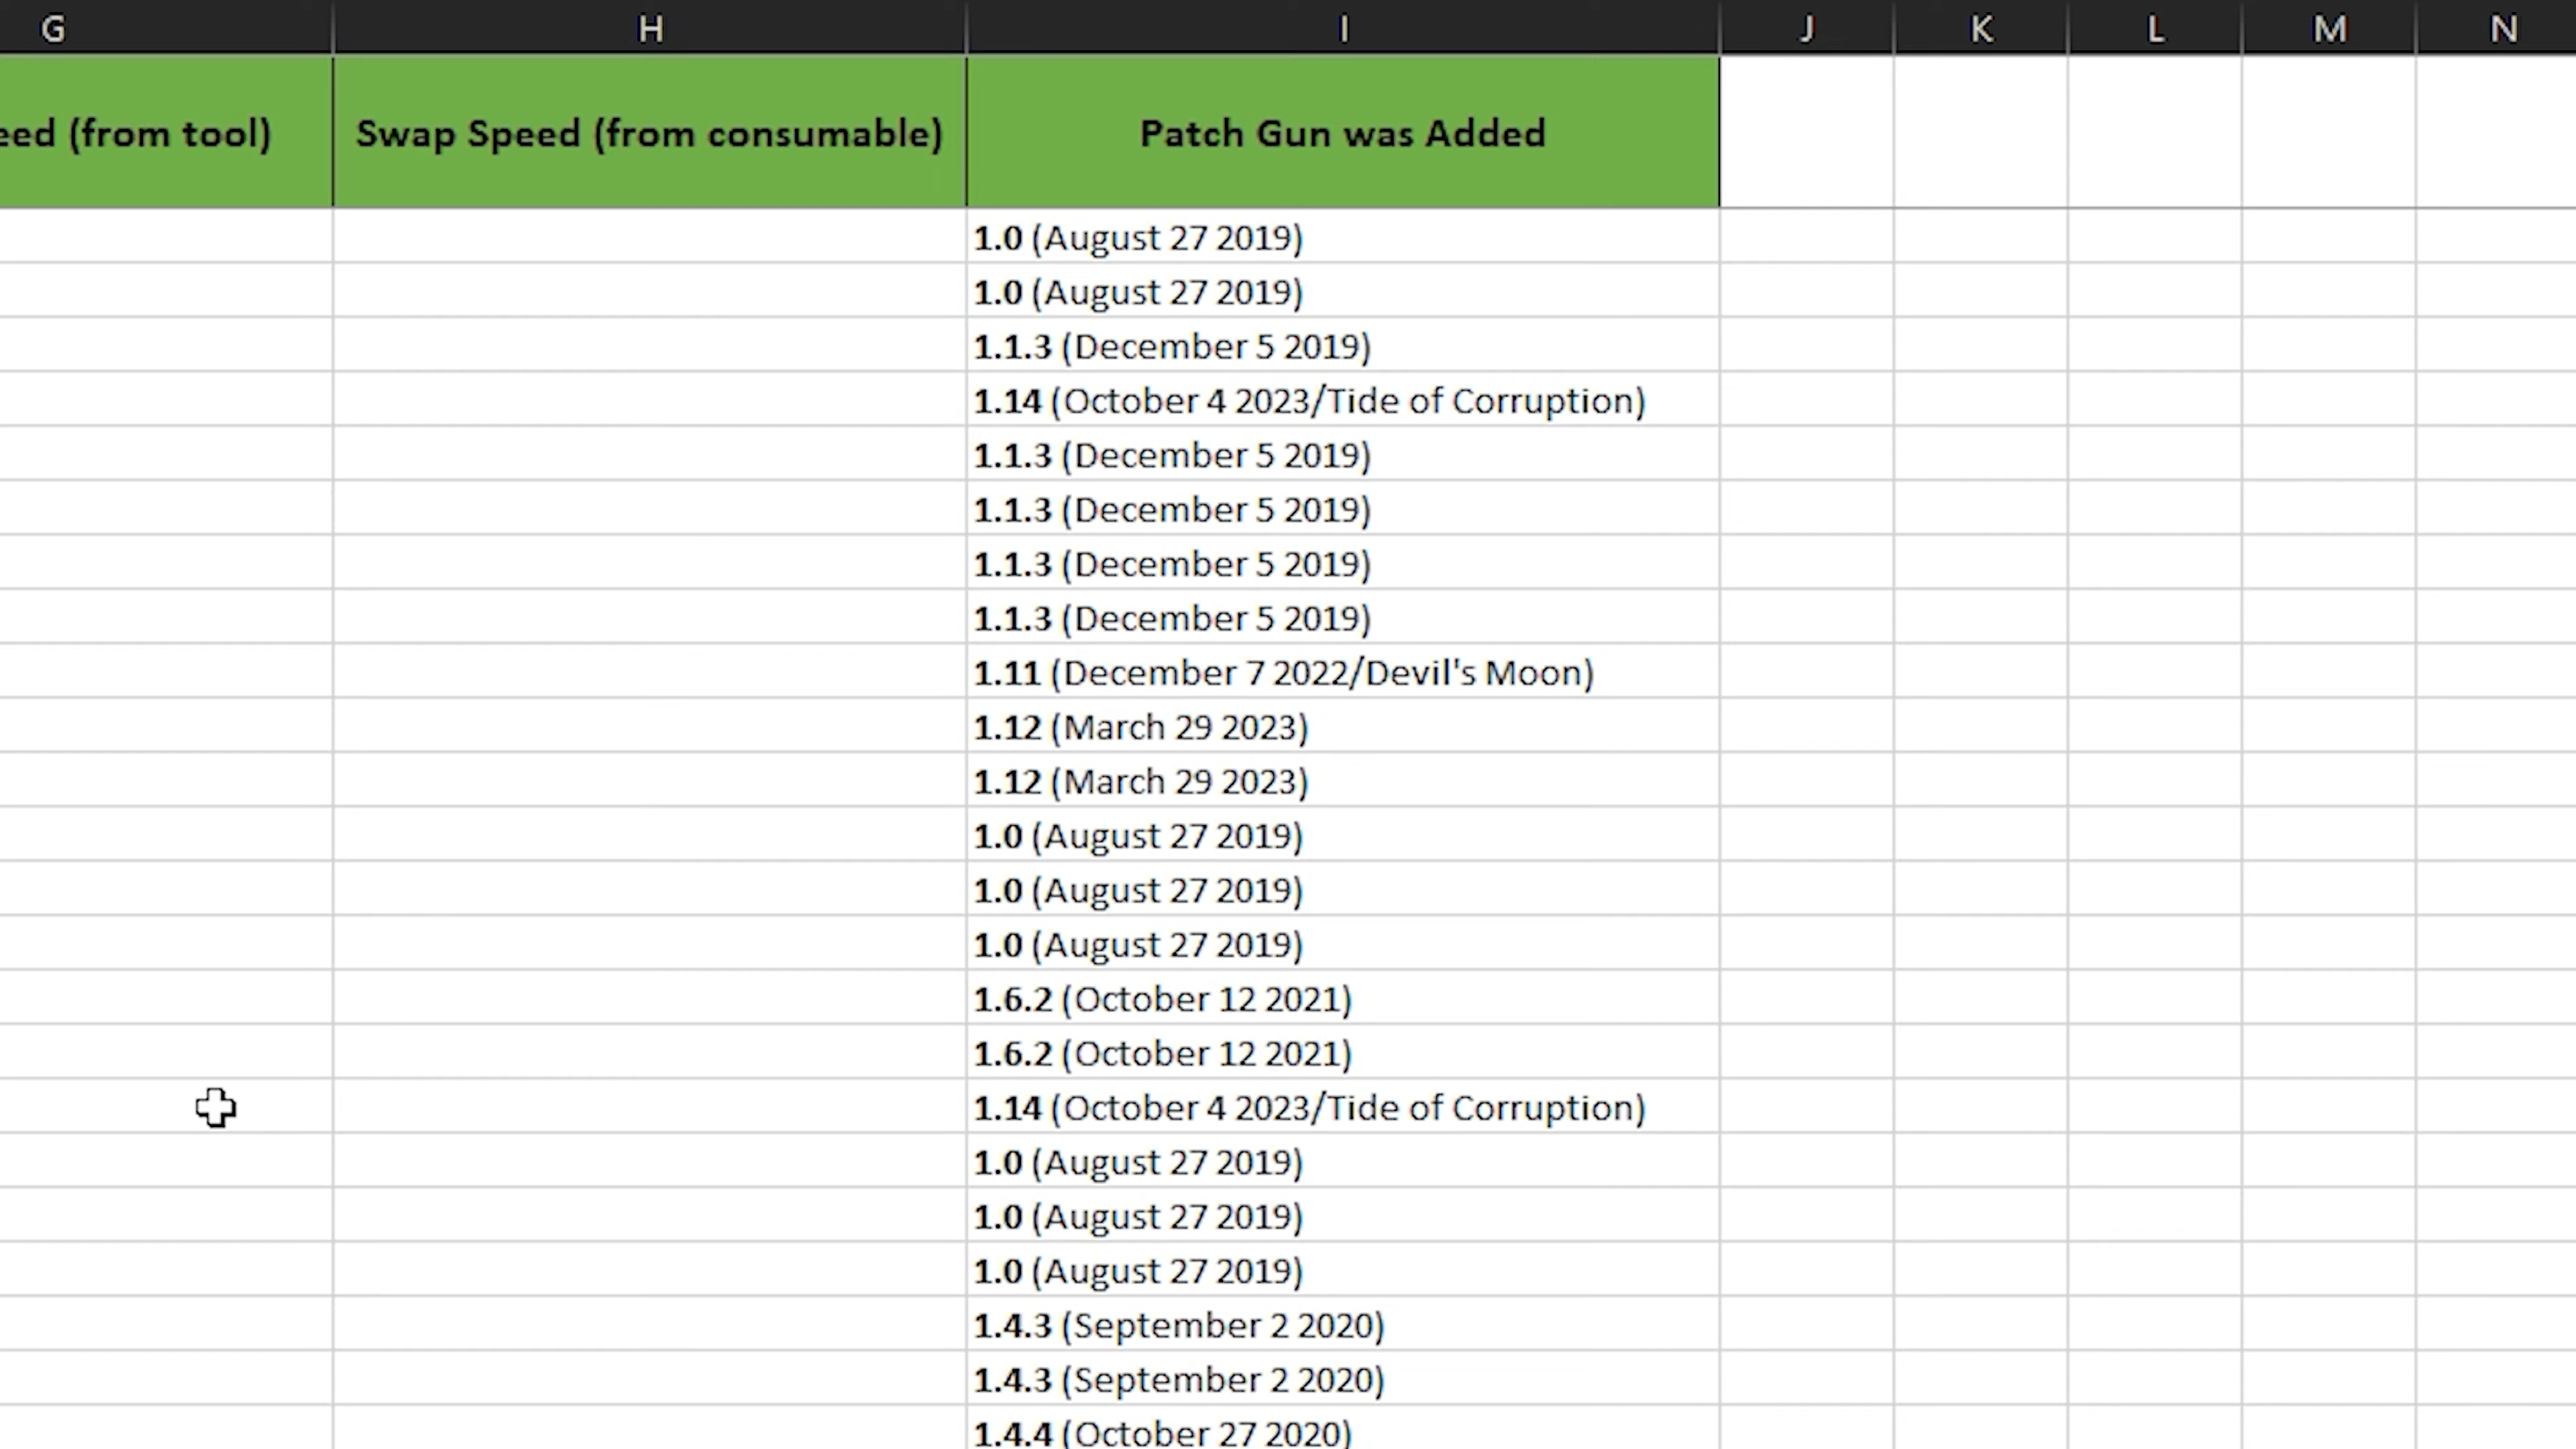 G H I J K L M N
eed (from tool) Swap Speed (from consumable) Patch Gun was Added
1.0 (August 27 2019)
1.0 (August 27 2019)
1.1.3 (December 5 2019)
1.14 (October 4 2023/Tide of Corruption)
1.1.3 (December 5 2019)
1.1.3 (December 5 2019)
1.1.3 (December 5 2019)
1.1.3 (December 5 2019)
1.11 (December 7 2022/Devil's Moon)
1.12 (March 29 2023)
1.12 (March 29 2023)
1.0 (August 27 2019)
1.0 (August 27 2019)
1.0 (August 27 2019)
1.6.2 (October 12 2021)
1.6.2 (October 12 2021)
1.14 (October 4 2023/Tide of Corruption)
1.0 (August 27 2019)
1.0 (August 27 2019)
1.0 (August 27 2019)
1.4.3 (September 2 2020)
1.4.3 (September 2 2020)
1.4.4 (October 27 2020)